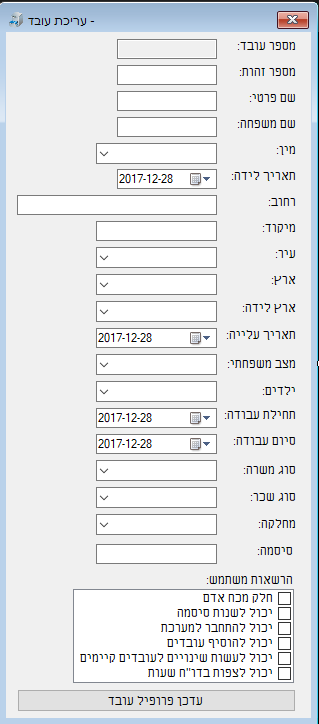 עריכת עובד -
מספר עובד:
מספר זהות:
שם פרטי:
שם משפחה:
מין:
תאריך לידה: 2017-12-28
רחוב:
מיקוד:
עיר:
ארץ:
ארץ לידה:
תאריך עלייה: 2017-12-28
מצב משפחתי:
ילדים:
תחילת עבודה: 2017-12-28
סיום עבודה: 2017-12-28
סוג משרה:
סוג שכר:
מחלקה:
סיסמה:
הרשאות משתמש:
חלק מכח אדם
יכול לשנות סיסמה
יכול להתחבר למערכת
יכול להוסיף עובדים
יכול לעשות שינויים לעובדים קיימים
יכול לצפות בדו"ח שעות
עדכן פרופיל עובד